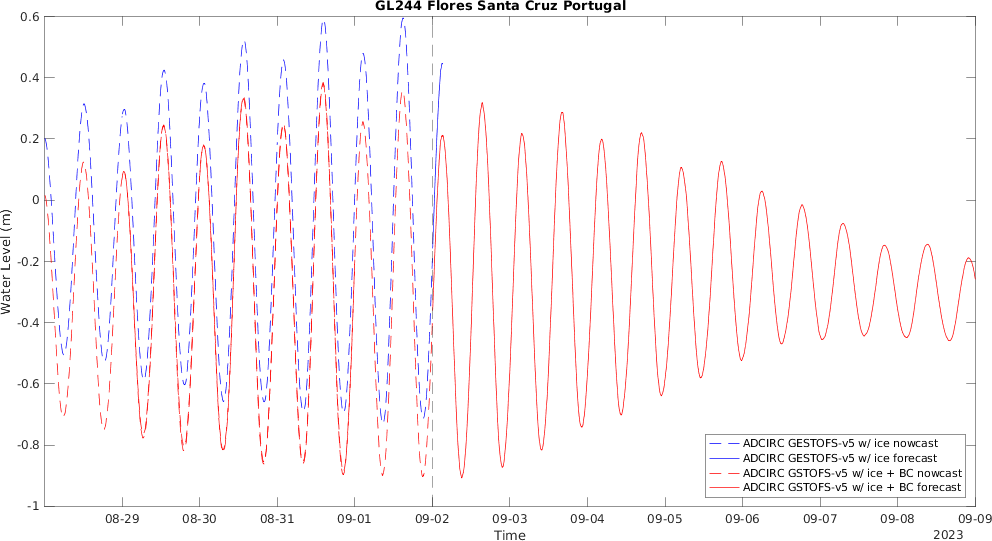 GL244 Flores Santa Cruz Portugal
0.6
0.4
0.2
0
-0.2
-0.4
-0.6
-0.8
-1
Water Level (m)
08-29 08-30 08-31 09-01 09-02 09-03 09-04 09-05 09-06 09-07 09-08 09-09
Time
2023
ADCIRC GESTOFS-v5 w/ ice nowcast
ADCIRC GESTOFS-v5 w/ ice forecast
ADCIRC GSTOFS-v5 w/ ice + BC nowcast
ADCIRC GSTOFS-v5 w/ ice + BC forecast